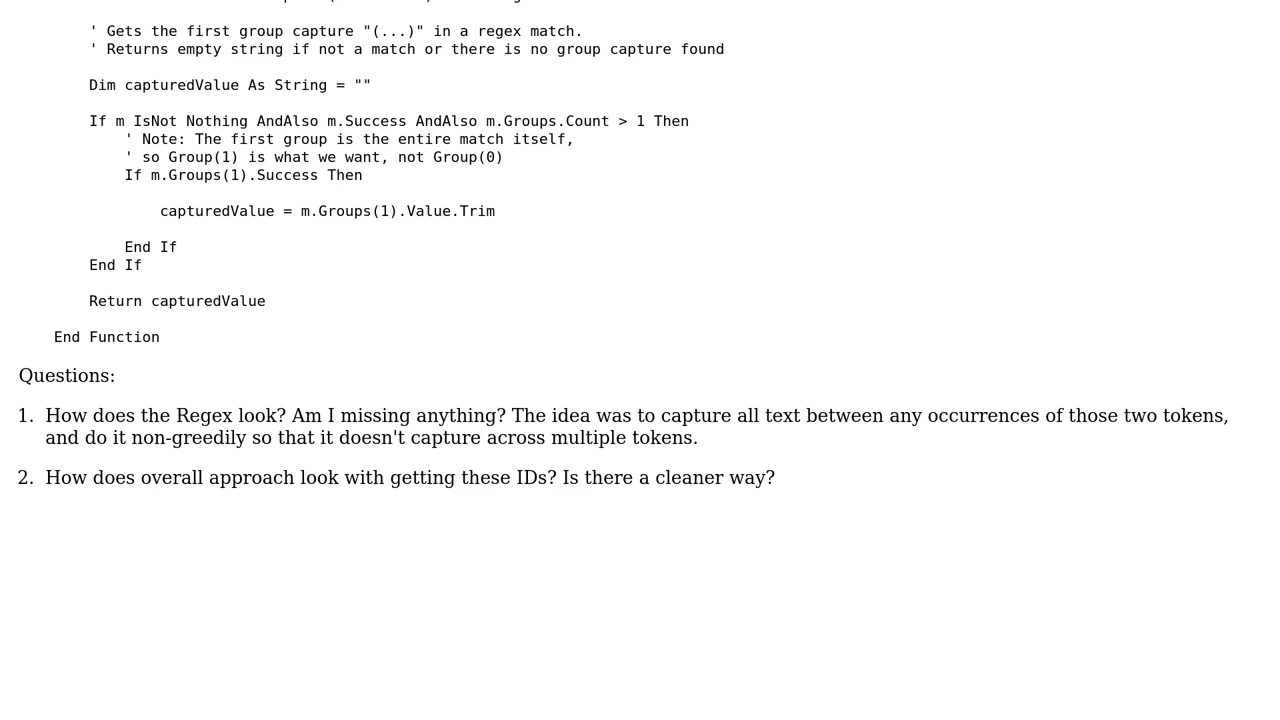 ' Gets the first group capture "(...)" in a regex match.
' Returns empty string if not a match or there is no group capture found
Dim capturedValue As String = ""
If m IsNot Nothing AndAlso m.Success AndAlso m.Groups.Count > 1 Then
' Note: The first group is the entire match itself,
' so Group(1) is what we want, not Group(0)
If m.Groups(1).Success Then
capturedValue = m.Groups(1).Value.Trim
End If
End If
Return capturedValue
End Function
Questions:
1. How does the Regex look? Am I missing anything? The idea was to capture all text between any occurrences of those two tokens,
and do it non-greedily so that it doesn't capture across multiple tokens.
2. How does overall approach look with getting these IDs? Is there a cleaner way?